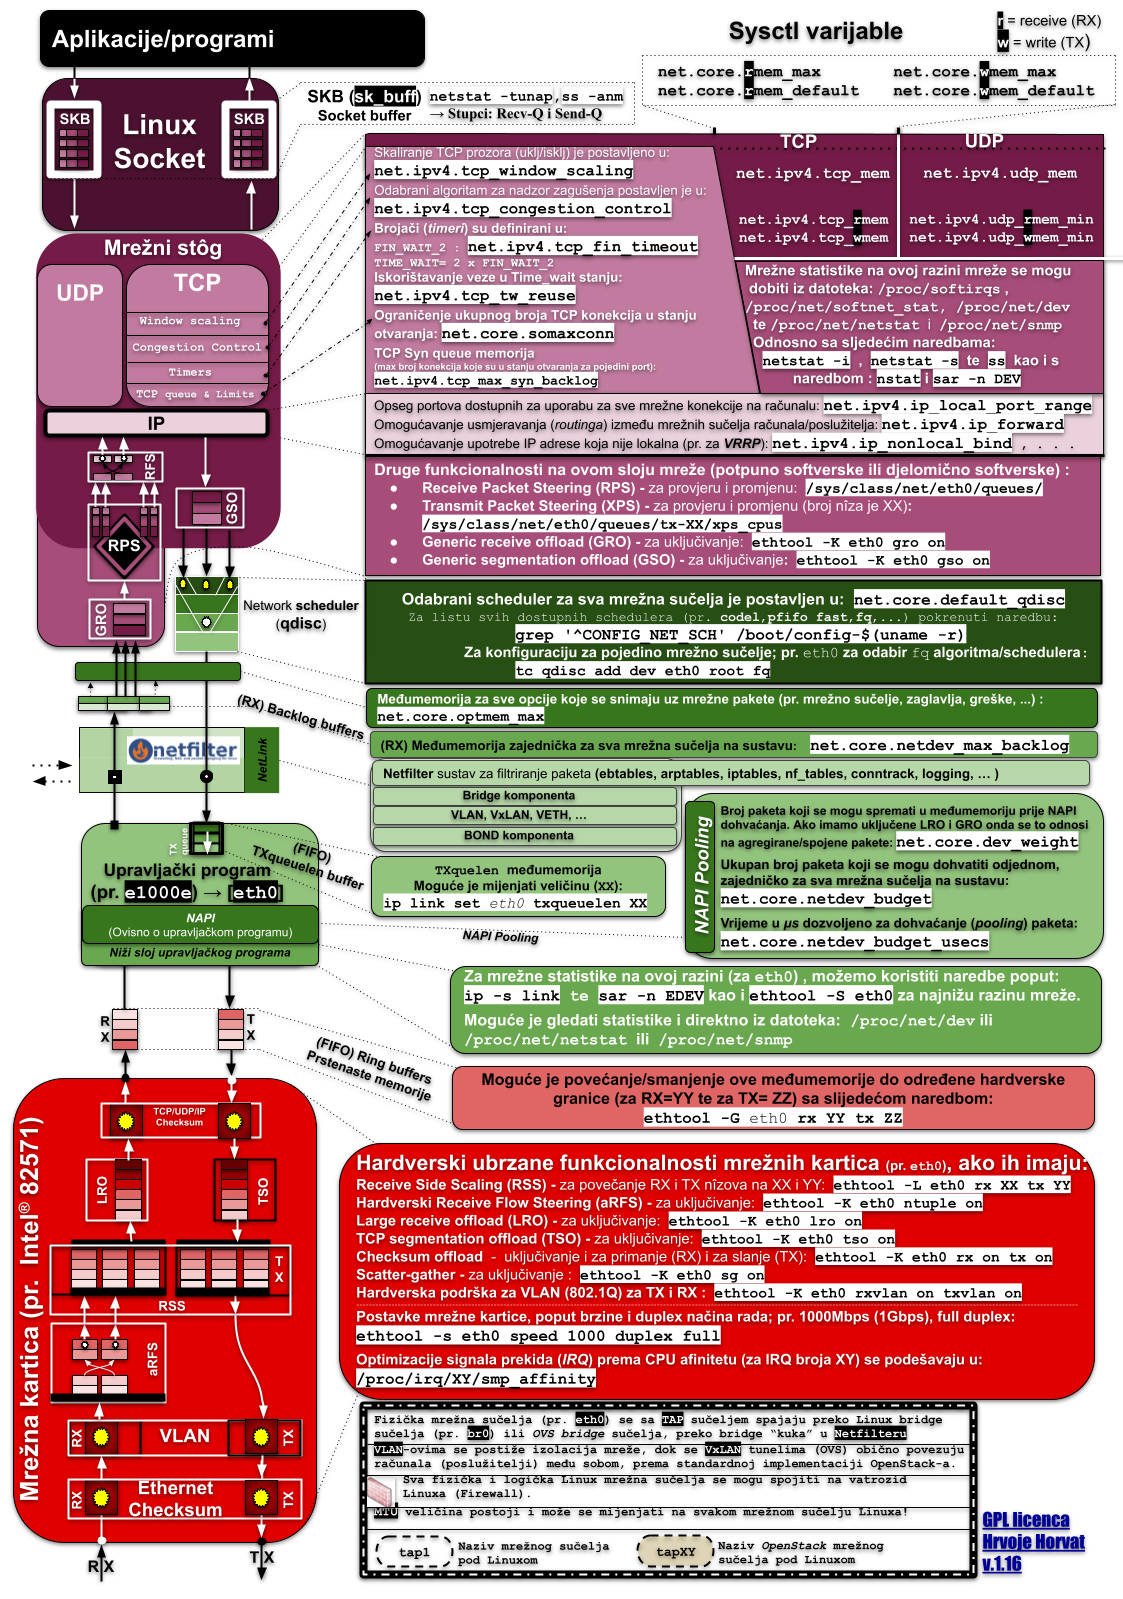 Aplikacije/programi
Sysctl varijable
r = receive (RX)
w = write (TX)
net.core.rmem_max
net.core.rmem_default
net.core.wmem_max
net.core.wmem_default
SKB (sk_buff) netstat -tunap,ss -anm
Socket buffer → Stupci: Recv-Q i Send-Q
SKB
SKB
Linux
Socket
TCP
UDP
net.ipv4.tcp_mem
net.ipv4.udp_mem
net.ipv4.tcp_rmem
net.ipv4.tcp_wmem
net.ipv4.udp_rmem_min
net.ipv4.udp_wmem_min
Skaliranje TCP prozora (uklj/isklj) je postavljeno u:
net.ipv4.tcp_window_scaling
Odabrani algoritam za nadzor zagušenja postavljen je u:
net.ipv4.tcp_congestion_control
Brojači (timeri) su definirani u:
FIN_WAIT_2 : net.ipv4.tcp_fin_timeout
TIME_WAIT= 2 x FIN_WAIT_2
Iskorištavanje veze u Time_wait stanju:
net.ipv4.tcp_tw_reuse
Ograničenje ukupnog broja TCP konekcija u stanju
otvaranja: net.core.somaxconn
TCP Syn queue memorija
(max broj konekcija koje su u stanju otvaranja za pojedini port):
net.ipv4.tcp_max_syn_backlog
Mrežne statistike na ovoj razini mreže se mogu
dobiti iz datoteka: /proc/softirqs ,
/proc/net/softnet_stat, /proc/net/dev
te /proc/net/netstat i /proc/net/snmp
Odnosno sa sljedećim naredbama:
netstat -i , netstat -s te ss kao i s
naredbom : nstat i sar -n DEV
Mrežni stôg
UDP
TCP
Window scaling
Congestion Control
Timers
TCP queue & Limits
IP
Opseg portova dostupnih za uporabu za sve mrežne konekcije na računalu: net.ipv4.ip_local_port_range
Omogućavanje usmjeravanja (routinga) između mrežnih sučelja računala/poslužitelja: net.ipv4.ip_forward
Omogućavanje upotrebe IP adrese koja nije lokalna (pr. za VRRP): net.ipv4.ip_nonlocal_bind , . . .
RFS
GSO
RPS
GRO
Druge funkcionalnosti na ovom sloju mreže (potpuno softverske ili djelomično softverske) :
● Receive Packet Steering (RPS) - za provjeru i promjenu: /sys/class/net/eth0/queues/
● Transmit Packet Steering (XPS) - za provjeru i promjenu (broj nîza je XX):
/sys/class/net/eth0/queues/tx-XX/xps_cpus
● Generic receive offload (GRO) - za uključivanje: ethtool -K eth0 gro on
● Generic segmentation offload (GSO) - za uključivanje: ethtool -K eth0 gso on
Network scheduler
(qdisc)
Odabrani scheduler za sva mrežna sučelja je postavljen u: net.core.default_qdisc
Za listu svih dostupnih schedulera (pr. codel,pfifo fast,fq,...) pokrenuti naredbu:
grep '^CONFIG_NET_SCH' /boot/config-$(uname -r)
Za konfiguraciju za pojedino mrežno sučelje; pr. eth0 za odabir fq algoritma/schedulera:
tc qdisc add dev eth0 root fq
(RX) Backlog buffers
Međumemorija za sve opcije koje se snimaju uz mrežne pakete (pr. mrežno sučelje, zaglavlja, greške, ...) :
net.core.optmem_max
(RX) Međumemorija zajednička za sva mrežna sučelja na sustavu: net.core.netdev_max_backlog
netfilter
NetLink
Netfilter sustav za filtriranje paketa (ebtables, arptables, iptables, nf_tables, conntrack, logging, ... )
Bridge komponenta
VLAN, VxLAN, VETH, ...
BOND komponenta
TX
queue
(FIFO)
TXqueuelen buffer
Upravljački program
(pr. e1000e) → [eth0]
NAPI
(Ovisno o upravljačkom programu)
Niži sloj upravljačkog programa
TXquelen međumemorija
Moguće je mijenjati veličinu (XX):
ip link set eth0 txqueuelen XX
NAPI Pooling
NAPI Pooling
Broj paketa koji se mogu spremati u međumemoriju prije NAPI
dohvaćanja. Ako imamo uključene LRO i GRO onda se to odnosi
na agregirane/spojene pakete: net.core.dev_weight
Ukupan broj paketa koji se mogu dohvatiti odjednom,
zajedničko za sva mrežna sučelja na sustavu:
net.core.netdev_budget
Vrijeme u µs dozvoljeno za dohvaćanje (pooling) paketa:
net.core.netdev_budget_usecs
Za mrežne statistike na ovoj razini (za eth0) , možemo koristiti naredbe poput:
ip -s link te sar -n EDEV kao i ethtool -S eth0 za najnižu razinu mreže.
Moguće je gledati statistike i direktno iz datoteka: /proc/net/dev ili
/proc/net/netstat ili /proc/net/snmp
R
X
T
X
(FIFO) Ring buffers
Prstenaste memorije
Moguće je povećanje/smanjenje ove međumemorije do određene hardverske
granice (za RX=YY te za TX= ZZ) sa slijedećom naredbom:
ethtool -G eth0 rx YY tx ZZ
Mrežna kartica (pr. Intel® 82571)
TCP/UDP/IP
Checksum
LRO
TSO
T
X
RSS
aRFS
RX
VLAN
TX
RX
Ethernet
Checksum
TX
R X
T X
Hardverski ubrzane funkcionalnosti mrežnih kartica (pr. eth0), ako ih imaju:
Receive Side Scaling (RSS) - za povečanje RX i TX nîzova na XX i YY: ethtool -L eth0 rx XX tx YY
Hardverski Receive Flow Steering (aRFS) - za uključivanje: ethtool -K eth0 ntuple on
Large receive offload (LRO) - za uključivanje: ethtool -K eth0 lro on
TCP segmentation offload (TSO) - za uključivanje: ethtool -K eth0 tso on
Checksum offload - uključivanje i za primanje (RX) i za slanje (TX): ethtool -K eth0 rx on tx on
Scatter-gather - za uključivanje : ethtool -K eth0 sg on
Hardverska podrška za VLAN (802.1Q) za TX i RX : ethtool -K eth0 rxvlan on txvlan on
Postavke mrežne kartice, poput brzine i duplex načina rada; pr. 1000Mbps (1Gbps), full duplex:
ethtool -s eth0 speed 1000 duplex full
Optimizacije signala prekida (IRQ) prema CPU afinitetu (za IRQ broja XY) se podešavaju u:
/proc/irq/XY/smp_affinity
Fizička mrežna sučelja (pr. eth0) se sa TAP sučeljem spajaju preko Linux bridge
sučelja (pr. br0) ili OVS bridge sučelja, preko bridge "kuka" u Netfilteru
VLAN-ovima se postiže izolacija mreže, dok se VxLAN tunelima (OVS) obično povezuju
računala (poslužitelji) među sobom, prema standardnoj implementaciji OpenStack-a.
Sva fizička i logička Linux mrežna sučelja se mogu spojiti na vatrozid
Linuxa (Firewall).
MTU veličina postoji i može se mijenjati na svakom mrežnom sučelju Linuxa!
tap1
Naziv mrežnog sučelja
pod Linuxom
tapXY
Naziv OpenStack mrežnog
sučelja pod Linuxom
GPL licenca
Hrvoje Horvat
v.1.16